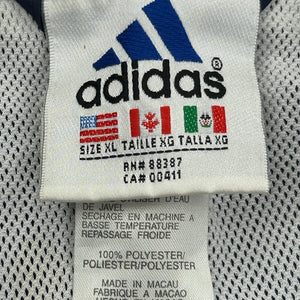 adidas
SIZE XL TAILLE XG TALLA XG
RN# 88387
CA# 00411
DE JAVEL
SECHAGE EN MACHINE A
BASSE TEMPERATURE
REPASSAGE FROIDE
100% POLYESTER/
POLIESTER/POLYESTER
MADE IN MACAU
FABRIQUE A MACAO